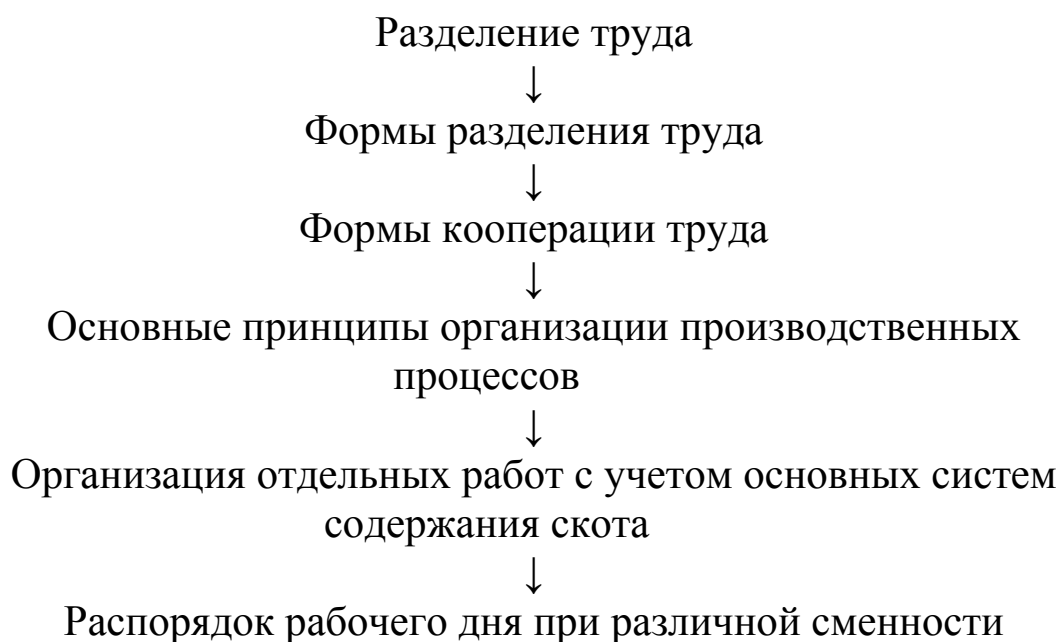 Разделение труда
↓
Формы разделения труда
↓
Формы кооперации труда
↓
Основные принципы организации производственных
процессов
↓
Организация отдельных работ с учетом основных систем
содержания скота
↓
Распорядок рабочего дня при различной сменности